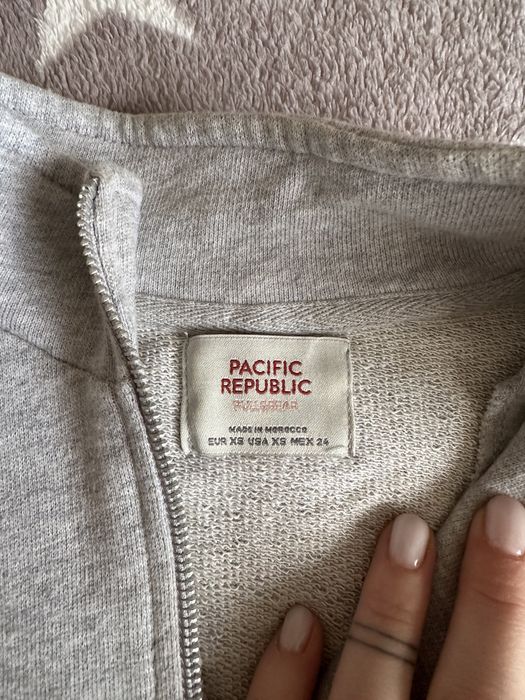 PACIFIC
REPUBLIC
PULL&BEAR
MADE IN MOROCCO
EUR XS USA XS MEX 24